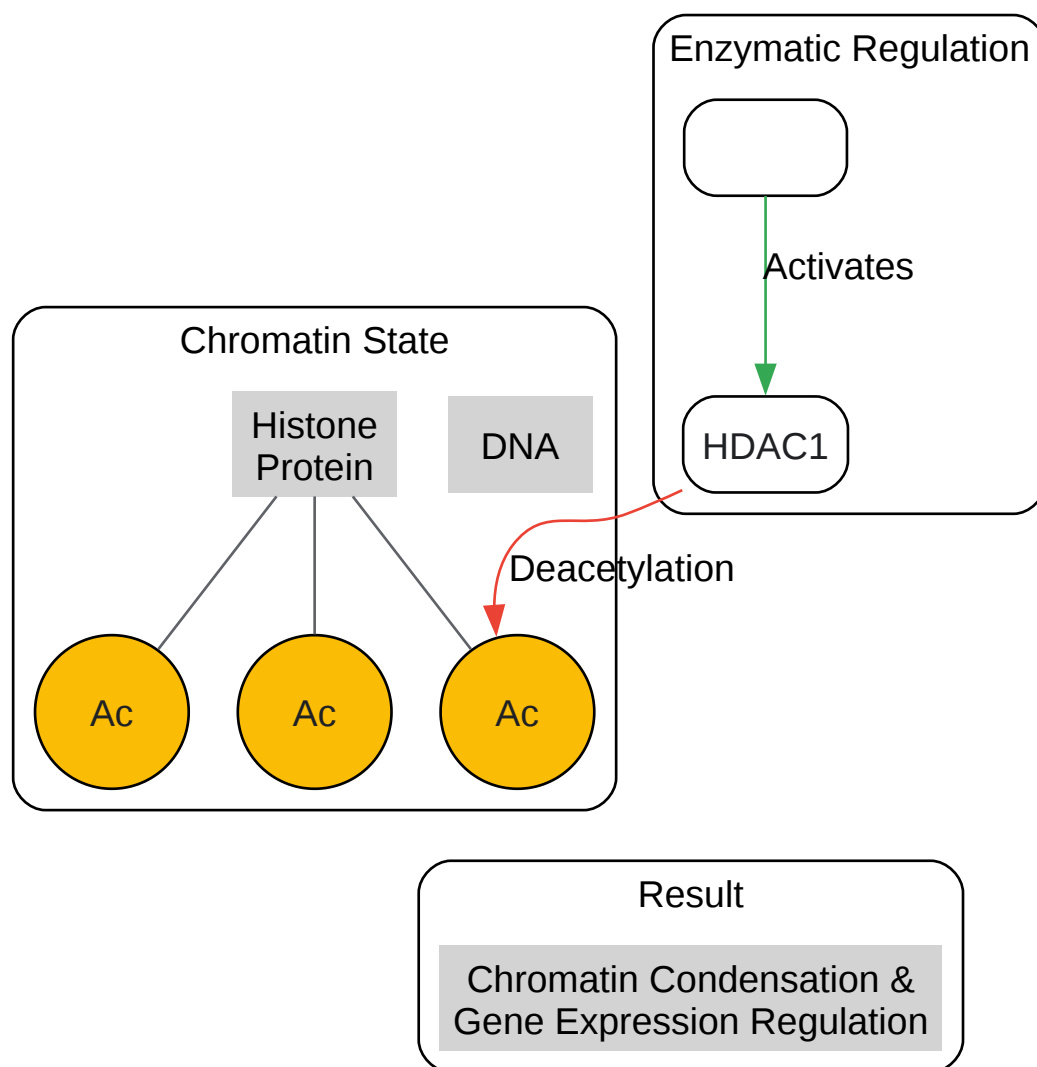 Enzymatic Regulation
Activates
Chromatin State
Histone
Protein
DNA
HDAC1
Deacetylation
Ac
Ac
Ac
Result
Chromatin Condensation &
Gene Expression Regulation